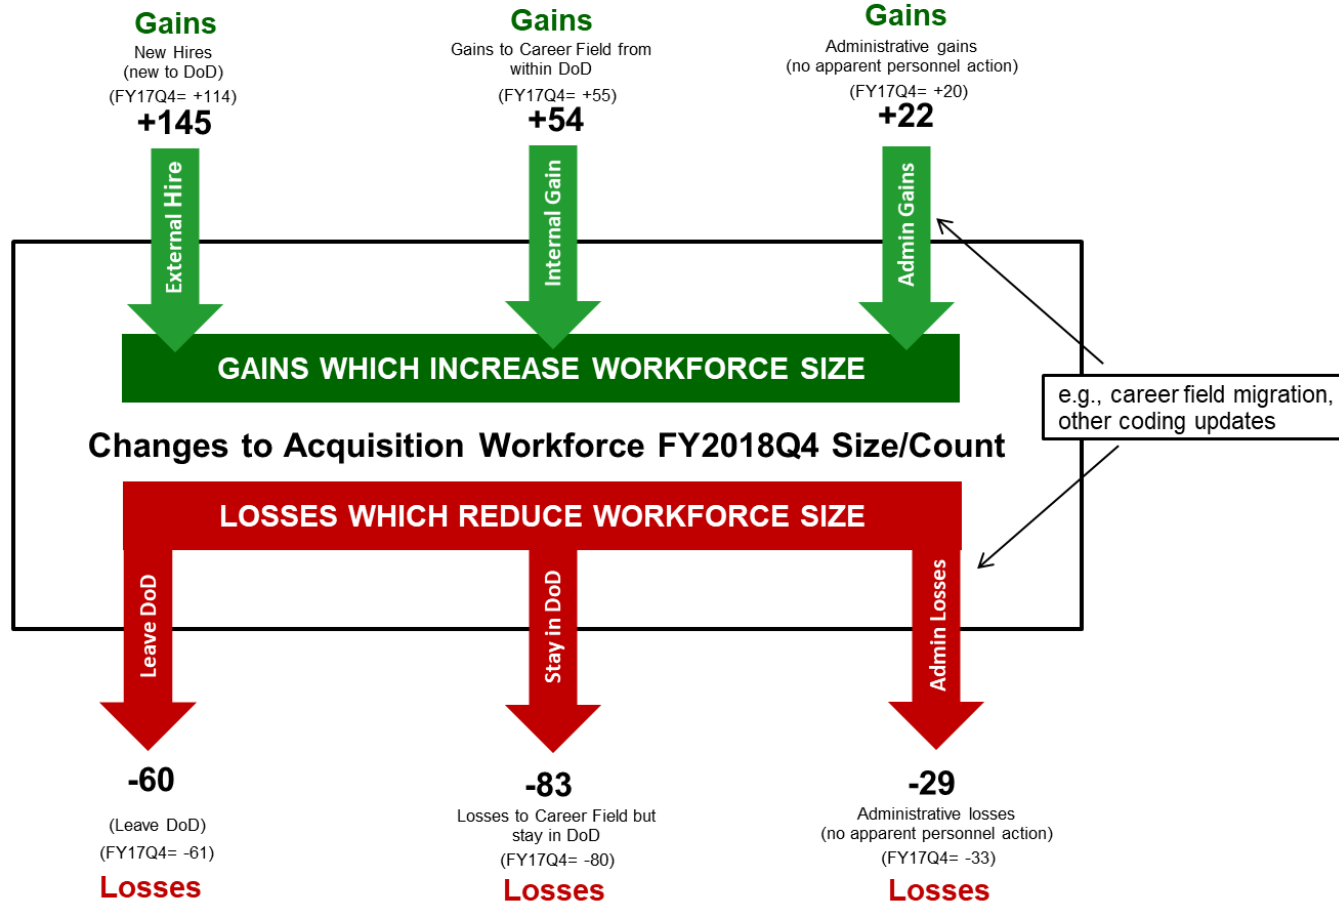 Gains
New Hires
(new to DoD)
(FY17Q4= +114)
+145
Gains
Gains to Career Field from
within DoD
(FY17Q4= +55)
+54
Gains
Administrative gains
(no apparent personnel action)
(FY17Q4= +20)
+22
External Hire
Internal Gain
Admin Gains
GAINS WHICH INCREASE WORKFORCE SIZE
e.g., career field migration,
other coding updates
Changes to Acquisition Workforce FY2018Q4 Size/Count
LOSSES WHICH REDUCE WORKFORCE SIZE
Leave DoD
Stay in DoD
Admin Losses
-60
(Leave DoD)
(FY17Q4= -61)
Losses
-83
Losses to Career Field but
stay in DoD
(FY17Q4= -80)
Losses
-29
Administrative losses
(no apparent personnel action)
(FY17Q4= -33)
Losses